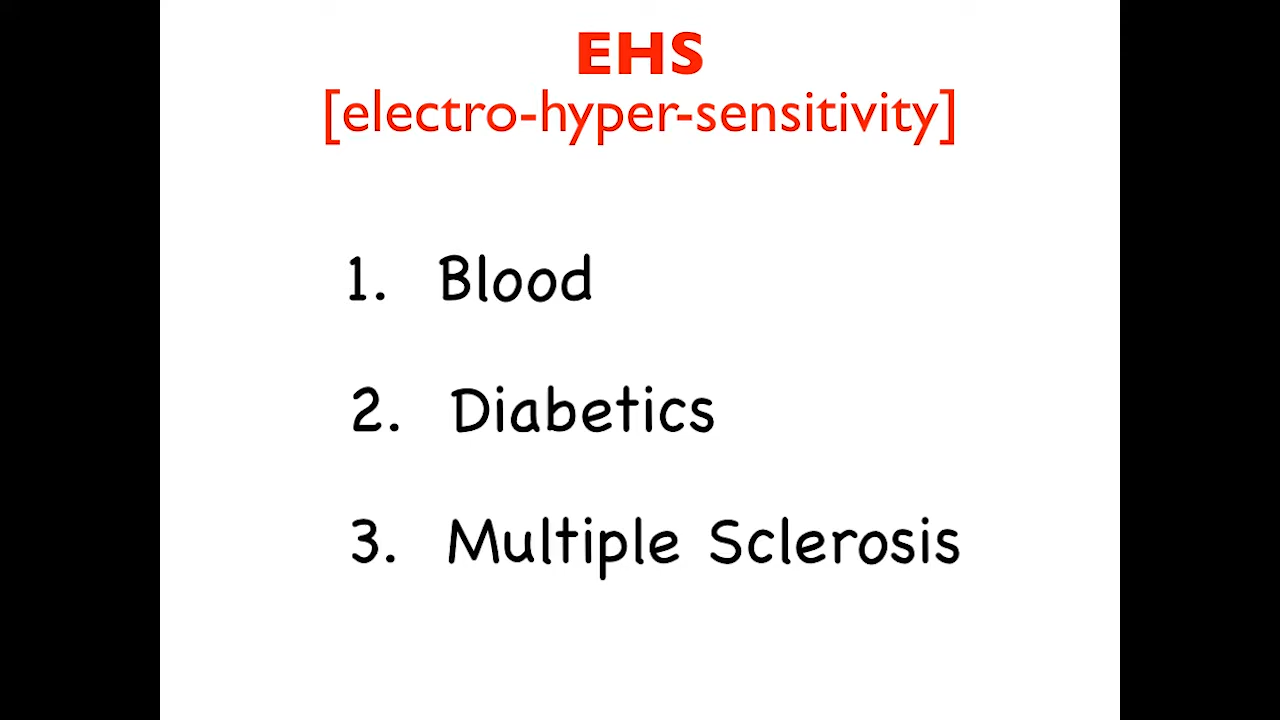 EHS
[electro-hyper-sensitivity]
1. Blood
2. Diabetics
3. Multiple Sclerosis